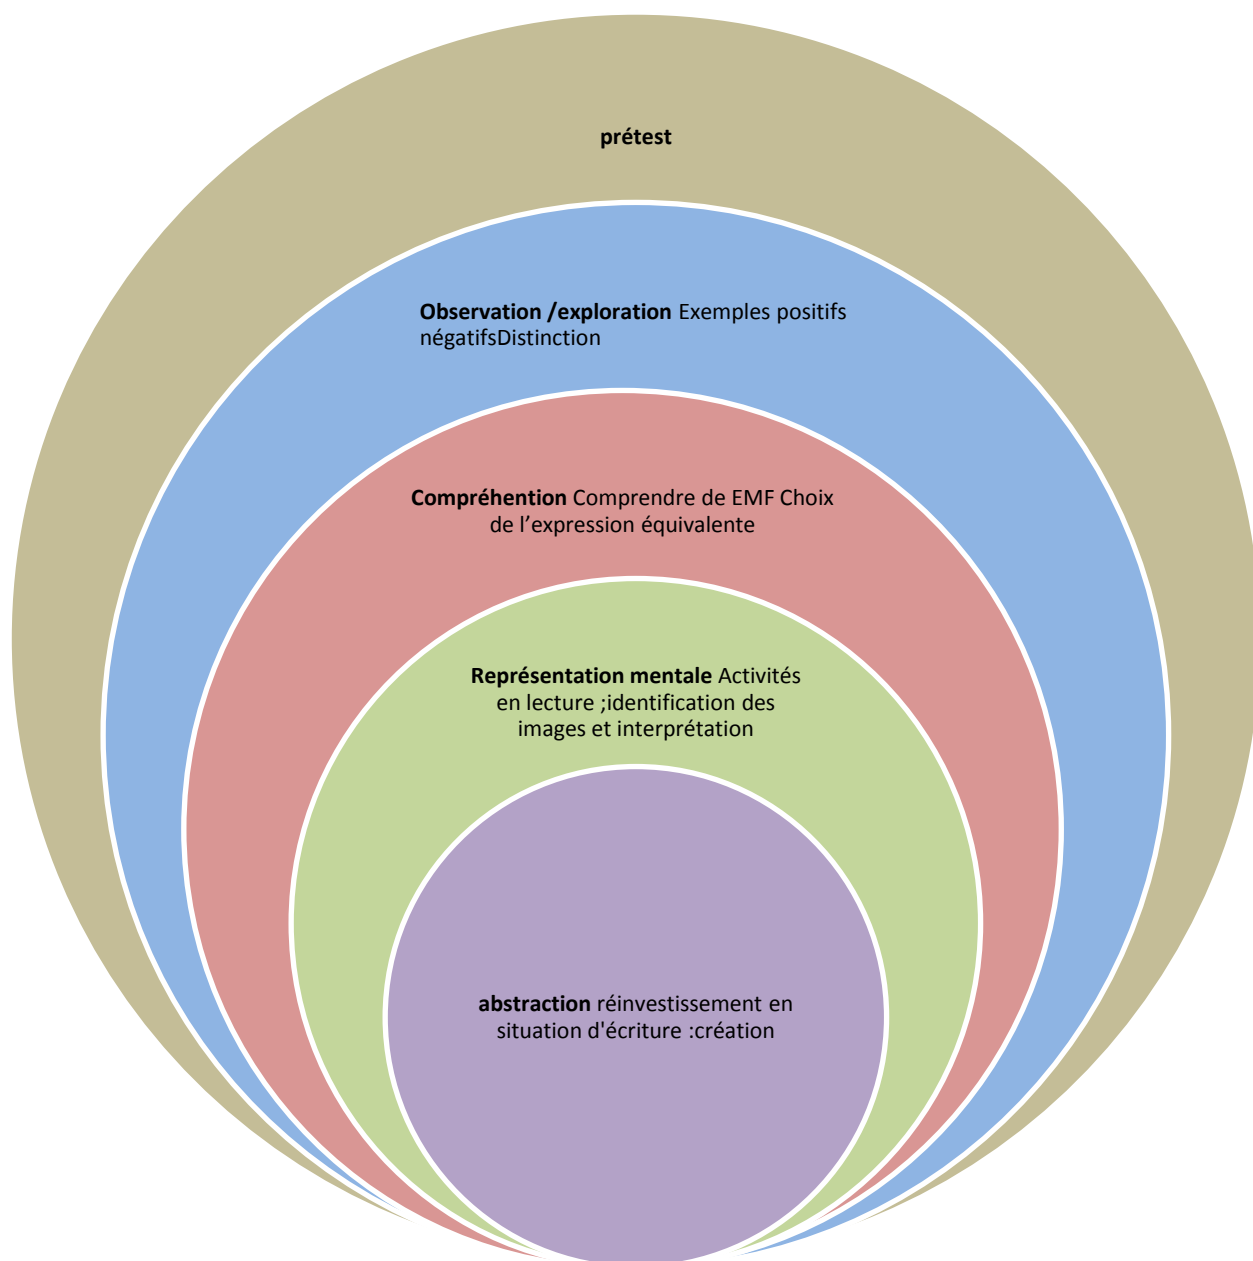 prétest
Observation /exploration Exemples positifs
négatifsDistinction
Compréhention Comprendre de EMF Choix
de l’expression équivalente
Représentation mentale Activités
en lecture ;identification des
images et interprétation
abstraction réinvestissement en
situation d'écriture :création